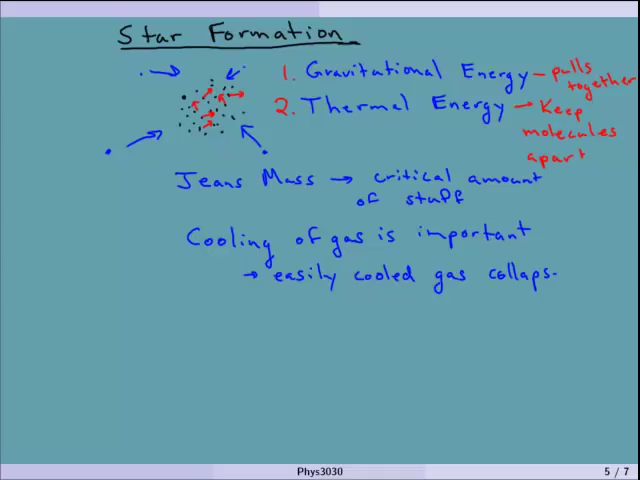 Star Formation
1. Gravitational Energy – pulls together
2. Thermal Energy → Keep molecules apart
Jeans Mass → critical amount
of stuff
Cooling of gas is important
→ easily cooled gas collaps
Phys3030
5 / 7